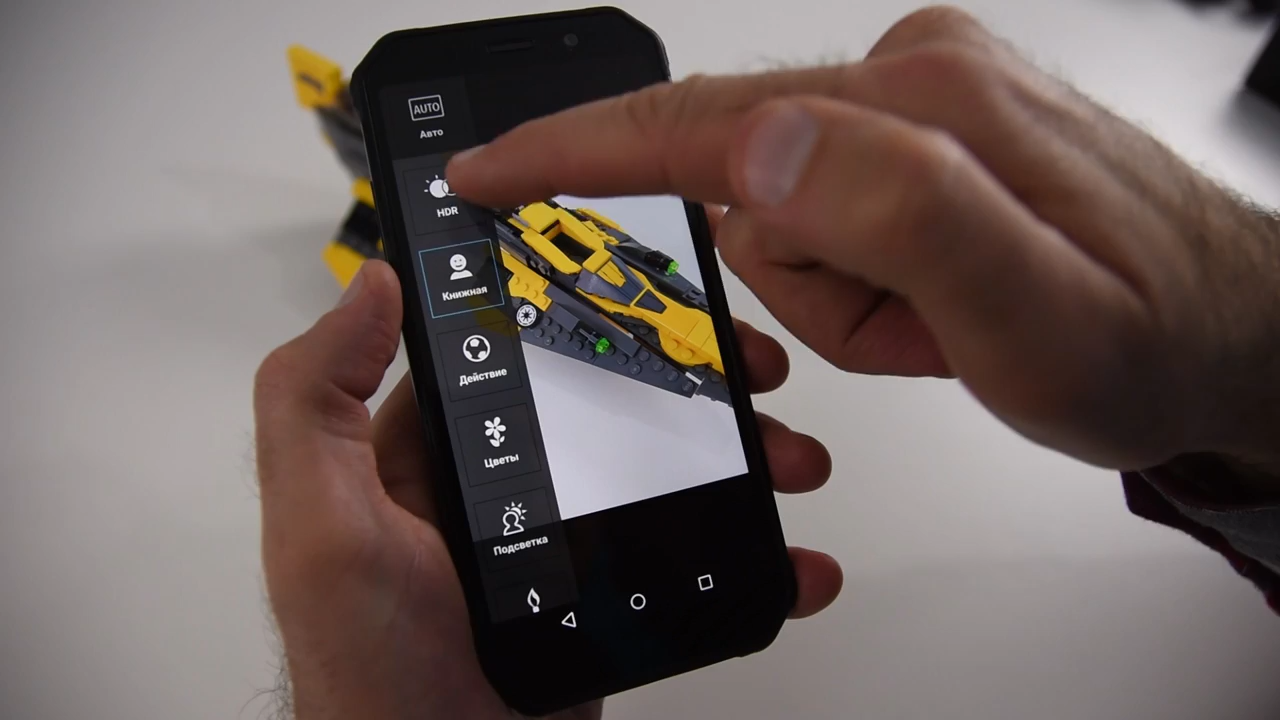 AUTO
Авто
HDR
Книжная
Действие
Цветы
Подсветка